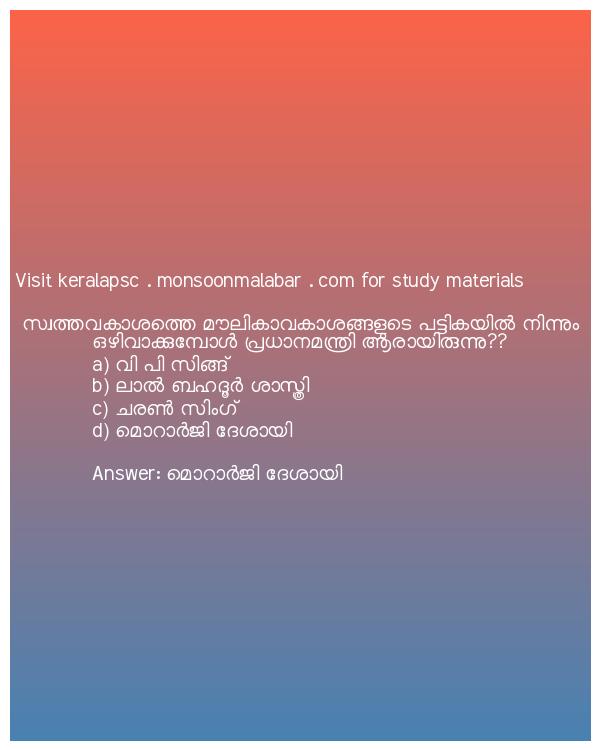 Visit keralapsc . monsoonmalabar . com for study materials
സ്വത്തവകാശത്തെ മൗലികാവകാശങ്ങളുടെ പട്ടികയിൽ നിന്നും
ഒഴിവാക്കുമ്പോൾ പ്രധാനമന്ത്രി ആരായിരുന്നു??
a) വി പി സിങ്ങ്
b) ലാൽ ബഹദൂർ ശാസ്ത്രി
c) ചരൺ സിംഗ്
d) മൊറാർജി ദേശായി
Answer: മൊറാർജി ദേശായി